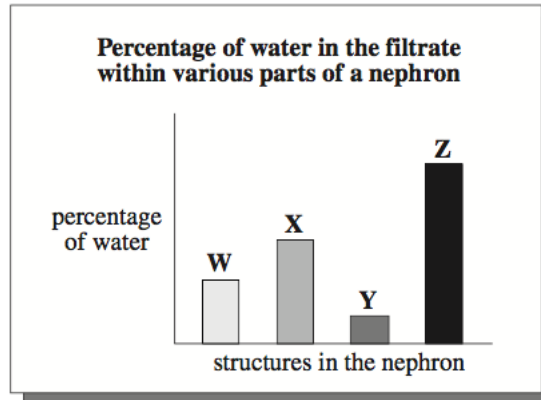 Percentage of water in the filtrate
within various parts of a nephron
Z
X
percentage
of water
W
Y
structures in the nephron